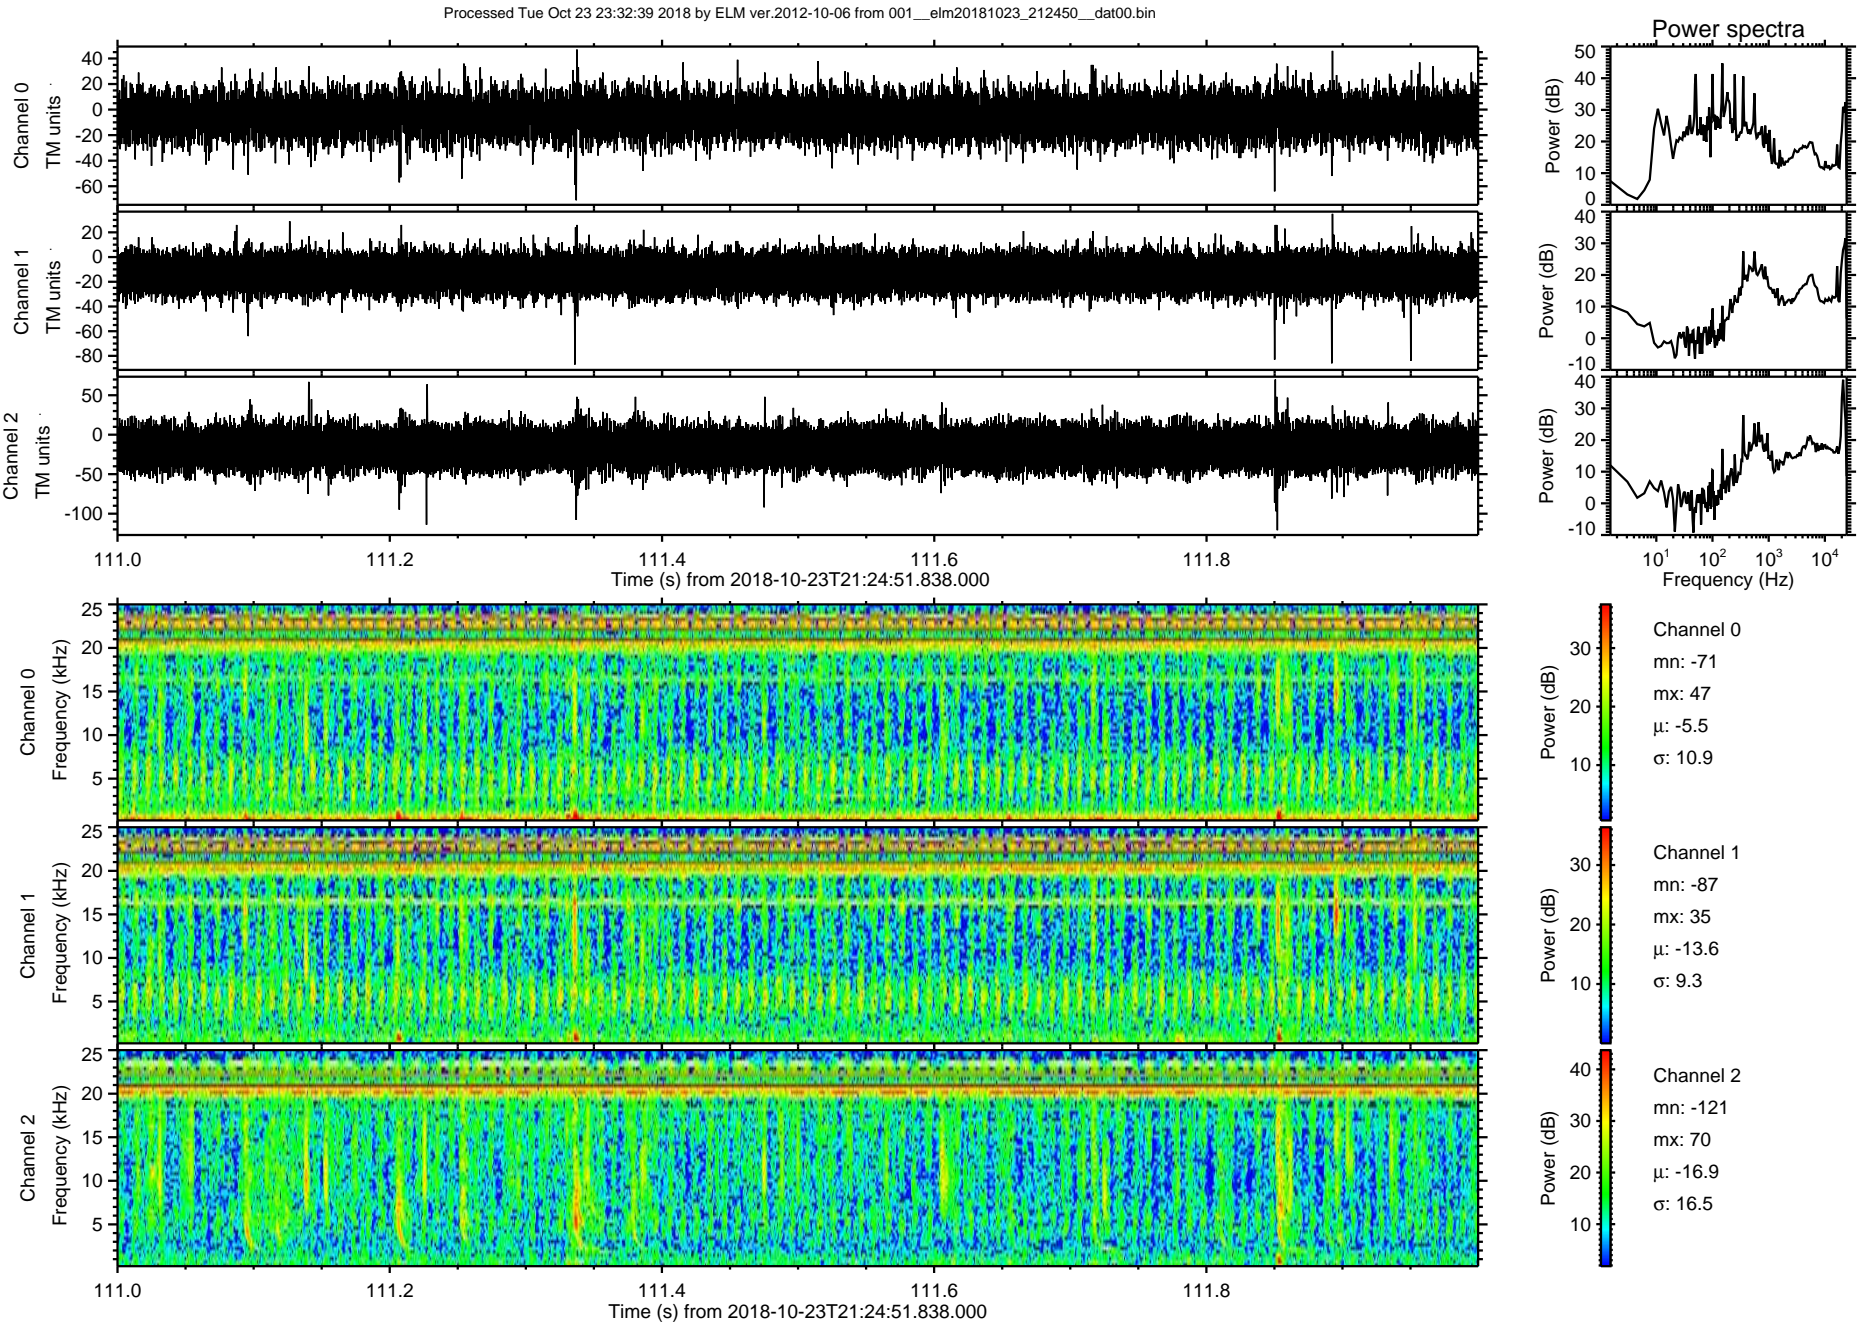 Processed Tue Oct 23 23:32:39 2018 by ELM ver.2012-10-06 from 001__elm20181023_212450__dat00.bin
Power spectra
Channel 0
TM units
40
20
0
-20
-40
-60
Power (dB)
50
40
30
20
10
0
Channel 1
TM units
20
0
-20
-40
-60
-80
Power (dB)
40
30
20
10
0
-10
Channel 2
TM units
50
0
-50
-100
Power (dB)
40
30
20
10
0
-10
111.0 111.2 111.4 111.6 111.8
Time (s) from 2018-10-23T21:24:51.838.000
10¹ 10² 10³ 10⁴
Frequency (Hz)
Channel 0
Frequency (kHz)
25
20
15
10
5
Power (dB)
30
20
10
Channel 0
mn: -71
mx: 47
μ: -5.5
σ: 10.9
Channel 1
Frequency (kHz)
25
20
15
10
5
Power (dB)
30
20
10
Channel 1
mn: -87
mx: 35
μ: -13.6
σ: 9.3
Channel 2
Frequency (kHz)
25
20
15
10
5
Power (dB)
40
30
20
10
Channel 2
mn: -121
mx: 70
μ: -16.9
σ: 16.5
111.0 111.2 111.4 111.6 111.8
Time (s) from 2018-10-23T21:24:51.838.000